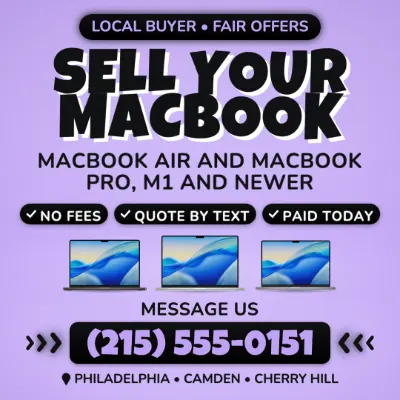 LOCAL BUYER • FAIR OFFERS
SELL YOUR
MACBOOK
MACBOOK AIR AND MACBOOK
PRO, M1 AND NEWER
✓ NO FEES ✓ QUOTE BY TEXT ✓ PAID TODAY
MESSAGE US
(215) 555-0151
PHILADELPHIA • CAMDEN • CHERRY HILL